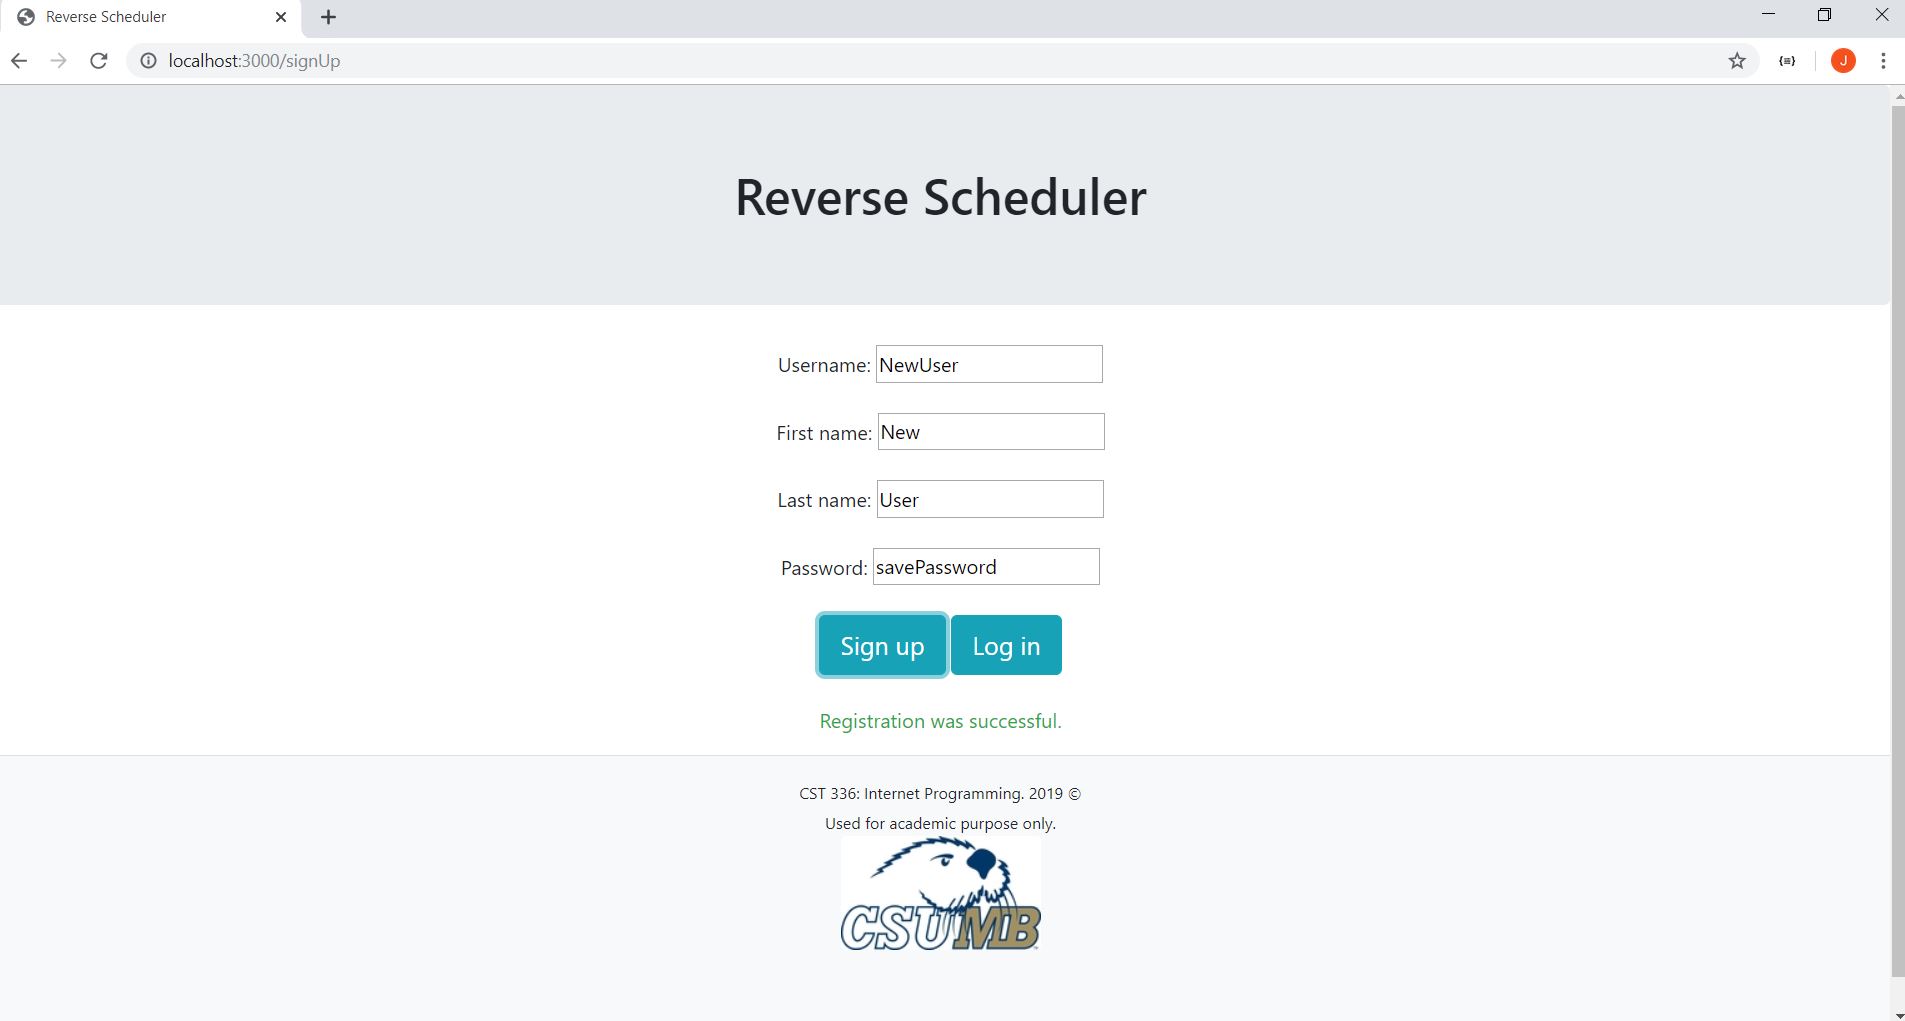 Reverse Scheduler
localhost:3000/signUp
J
Reverse Scheduler
Username: NewUser
First name: New
Last name: User
Password: savePassword
Sign up Log in
Registration was successful.
CST 336: Internet Programming. 2019 ©
Used for academic purpose only.
CSUMB